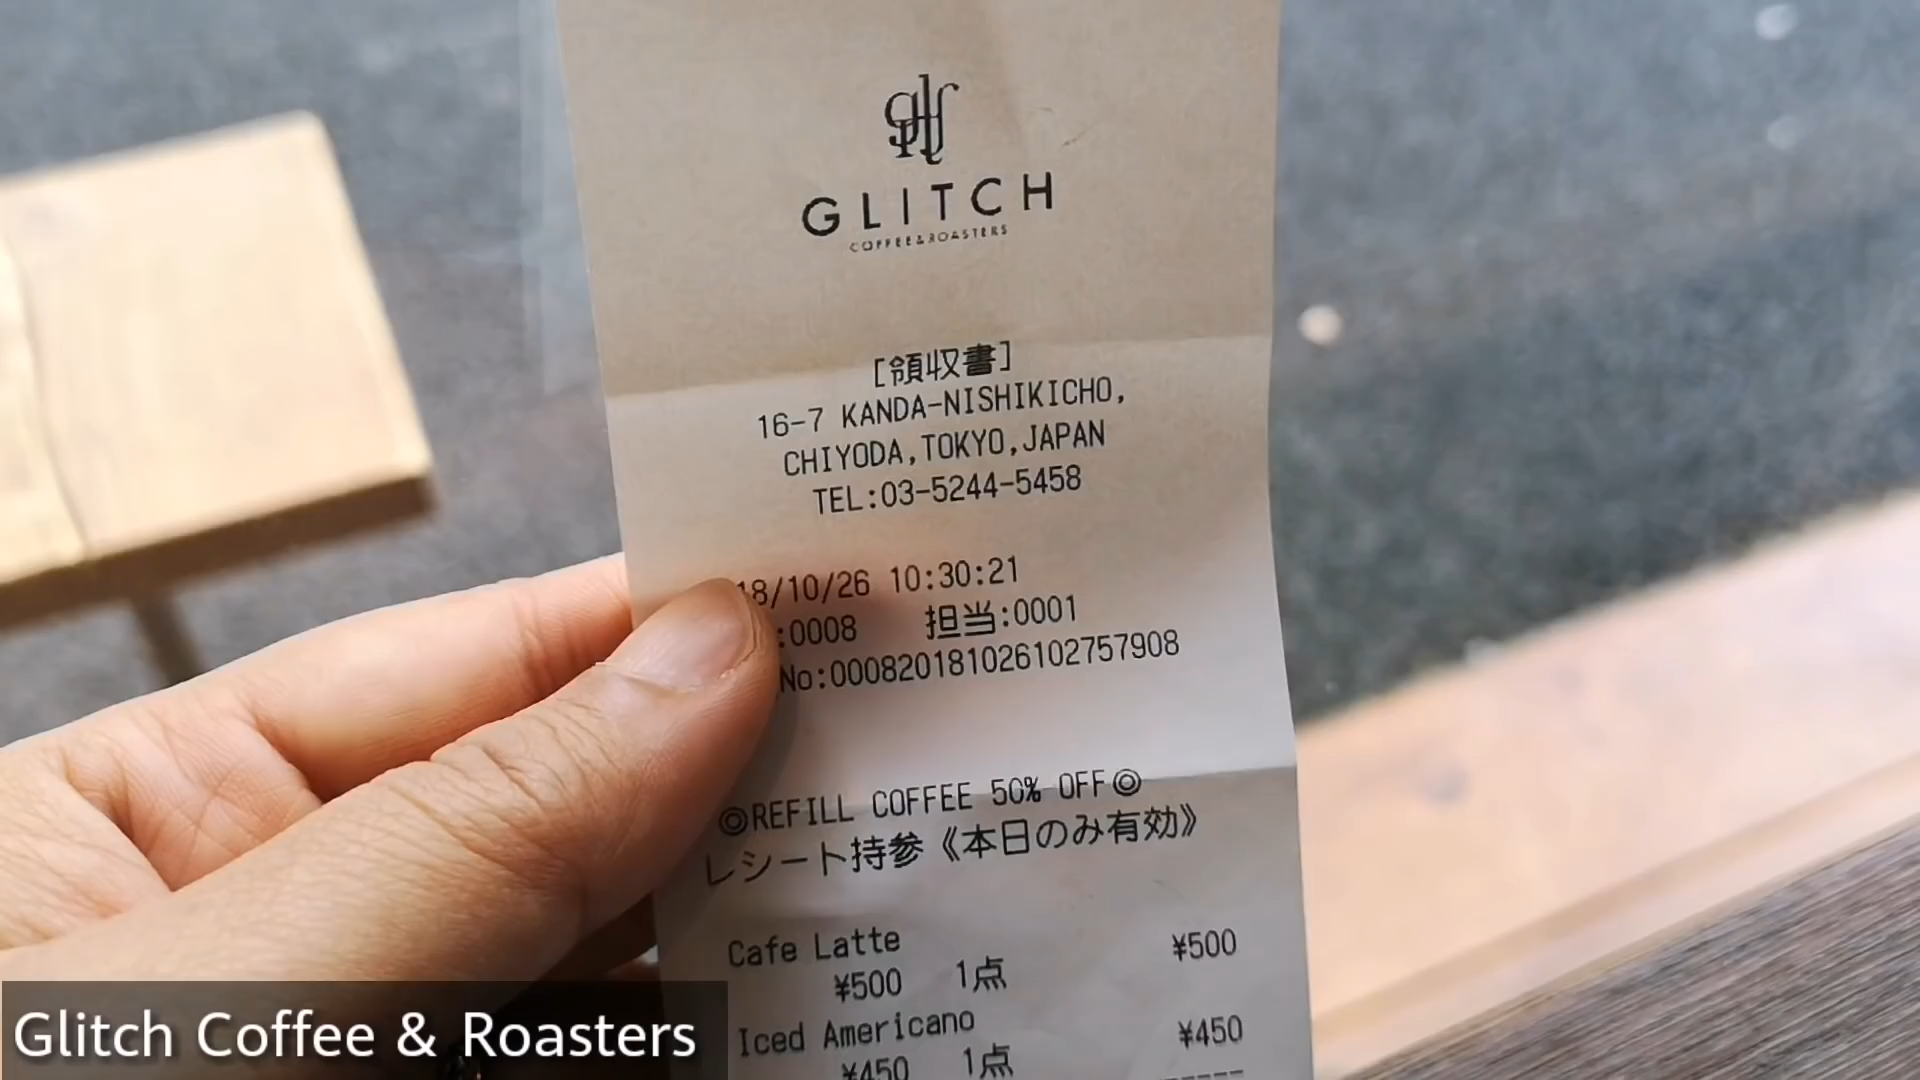 GLITCH
COFFEE&ROASTERS
[領収書]
16-7 KANDA-NISHIKICHO,
CHIYODA,TOKYO,JAPAN
TEL:03-5244-5458
18/10/26 10:30:21
:0008 担当:0001
No:000820181026102757908
◎REFILL COFFEE 50% OFF◎
レシート持参《本日のみ有効》
Cafe Latte ¥500
¥500 1点
Iced Americano ¥450
¥450 1点
Glitch Coffee & Roasters